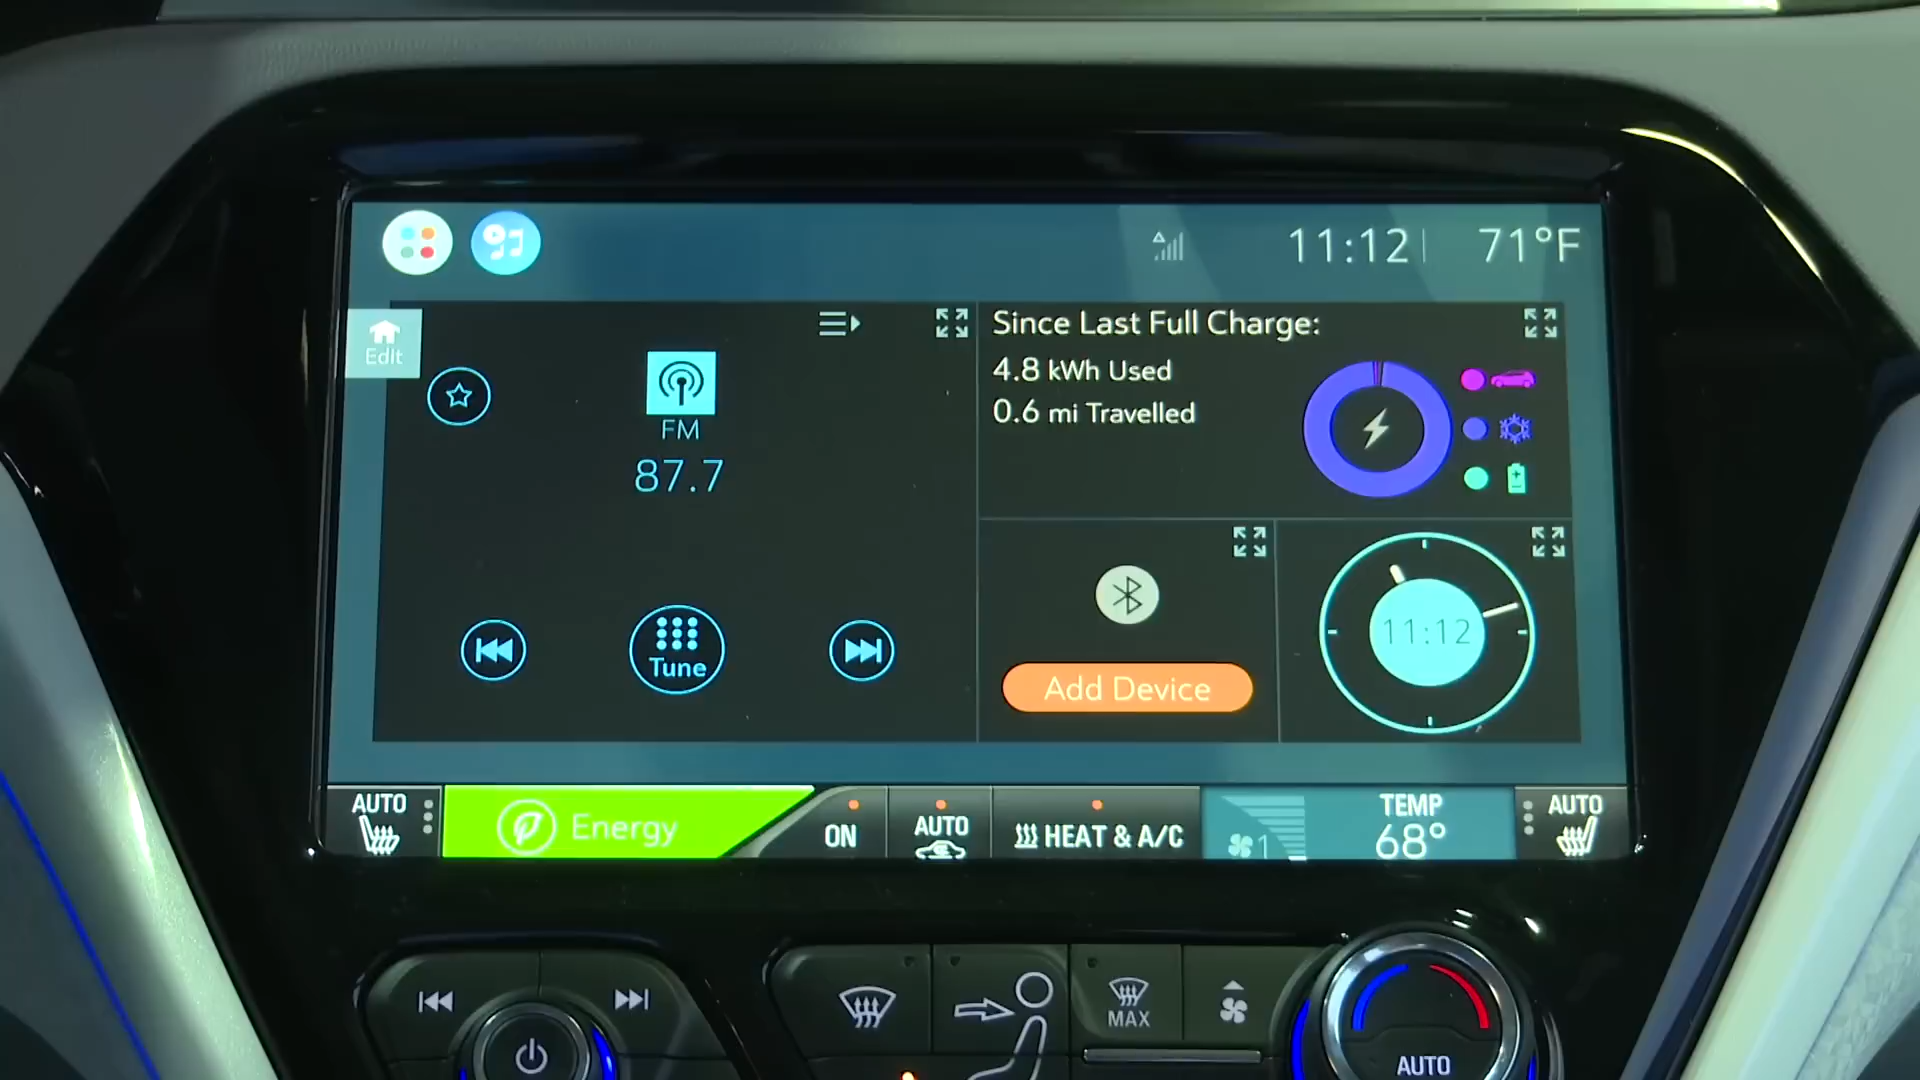 11:12
71°F
Edit
FM
87.7
Tune
Since Last Full Charge:
4.8 kWh Used
0.6 mi Travelled
Add Device
11:12
AUTO
Energy
ON
AUTO
HEAT & A/C
1
TEMP
68°
AUTO
MAX
AUTO